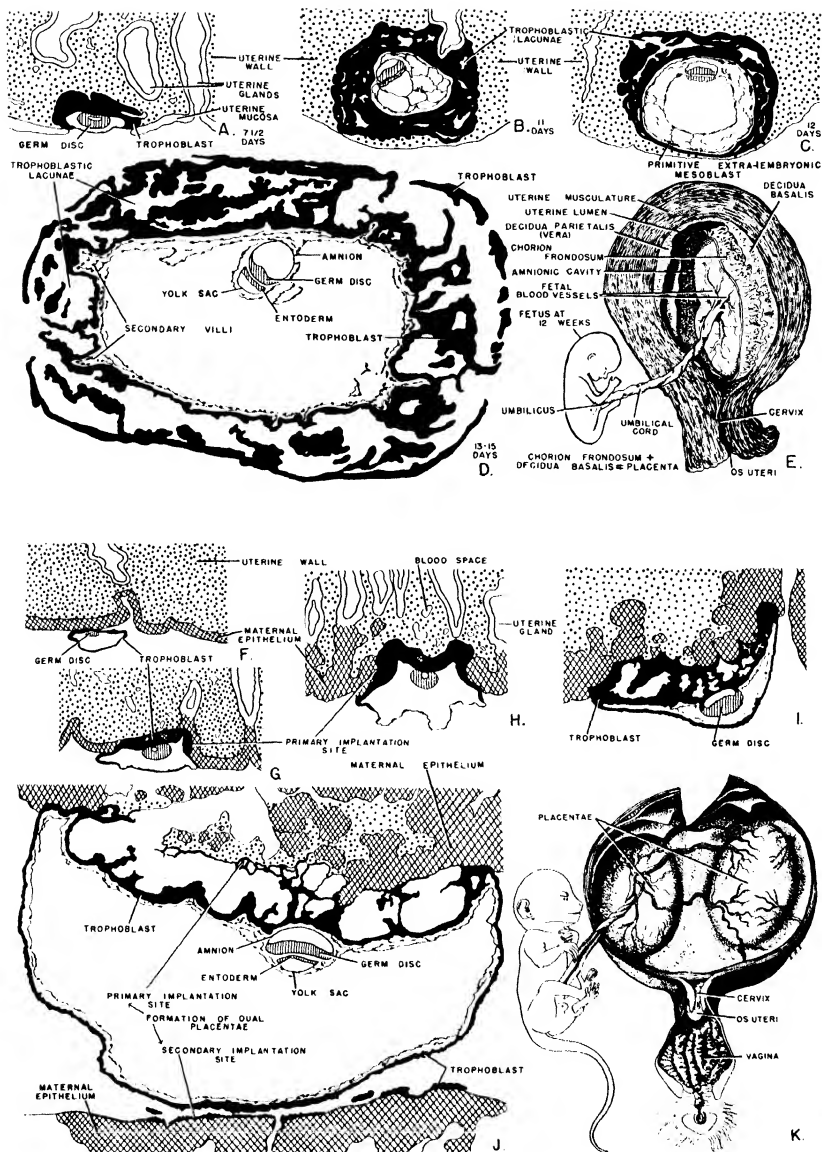 UTERINE
WALL
UTERINE
GLANDS
UTERINE
MUCOSA
GERM DISC
TROPHOBLAST
A. 7 1/2
DAYS
TROPHOBLASTIC
LACUNAE
UTERINE
WALL
B. 11
DAYS
12
DAYS
C.
PRIMITIVE EXTRA-EMBRYONIC
MESOBLAST
TROPHOBLASTIC
LACUNAE
TROPHOBLAST
AMNION
GERM DISC
YOLK SAC
ENTODERM
SECONDARY VILLI
TROPHOBLAST
13-15
DAYS
D.
DECIDUA
BASALIS
UTERINE MUSCULATURE
UTERINE LUMEN
DECIDUA PARIETALIS
(VERA)
CHORION
FRONDOSUM
AMNIONIC CAVITY
FETAL
BLOOD VESSELS
FETUS AT
12 WEEKS
UMBILICUS
UMBILICAL
CORD
CERVIX
OS UTERI
E.
CHORION FRONDOSUM +
DECIDUA BASALIS = PLACENTA
UTERINE WALL
MATERNAL
EPITHELIUM
GERM DISC
TROPHOBLAST
F.
BLOOD SPACE
UTERINE
GLAND
H.
TROPHOBLAST
GERM DISC
I.
PRIMARY IMPLANTATION
SITE
G.
MATERNAL EPITHELIUM
TROPHOBLAST
AMNION
GERM DISC
ENTODERM
YOLK SAC
PRIMARY IMPLANTATION
SITE
FORMATION OF DUAL
PLACENTAE
SECONDARY IMPLANTATION
SITE
TROPHOBLAST
MATERNAL
EPITHELIUM
J.
PLACENTAE
CERVIX
OS UTERI
VAGINA
K.